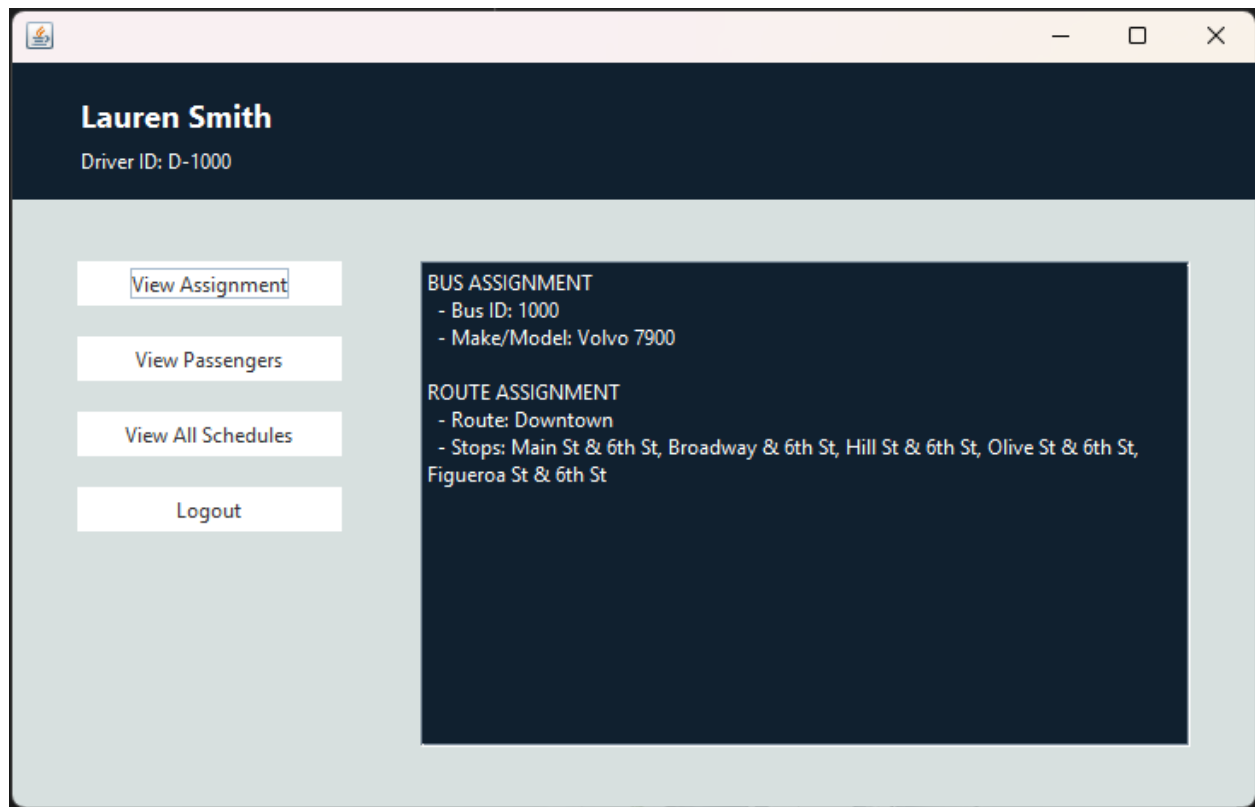 Lauren Smith
Driver ID: D-1000
View Assignment
View Passengers
View All Schedules
Logout
BUS ASSIGNMENT
- Bus ID: 1000
- Make/Model: Volvo 7900
ROUTE ASSIGNMENT
- Route: Downtown
- Stops: Main St & 6th St, Broadway & 6th St, Hill St & 6th St, Olive St & 6th St,
Figueroa St & 6th St